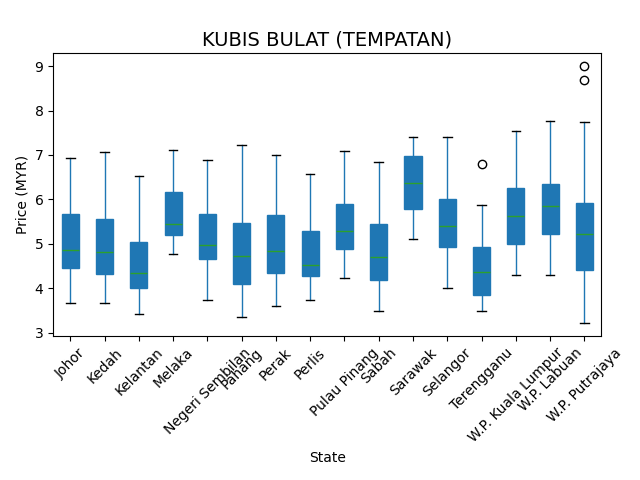 KUBIS BULAT (TEMPATAN)
Price (MYR)
9
8
7
6
5
4
3
Johor
Kedah
Kelantan
Melaka
Negeri Sembilan
Pahang
Perak
Perlis
Pulau Pinang
Sabah
Sarawak
Selangor
Terengganu
W.P. Kuala Lumpur
W.P. Labuan
W.P. Putrajaya
State